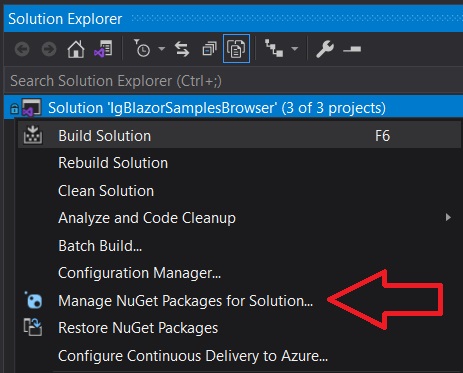 Solution Explorer
Search Solution Explorer (Ctrl+;)
Solution 'IgBlazorSamplesBrowser' (3 of 3 projects)
Build Solution F6
Rebuild Solution
Clean Solution
Analyze and Code Cleanup
Batch Build...
Configuration Manager...
Manage NuGet Packages for Solution...
Restore NuGet Packages
Configure Continuous Delivery to Azure...